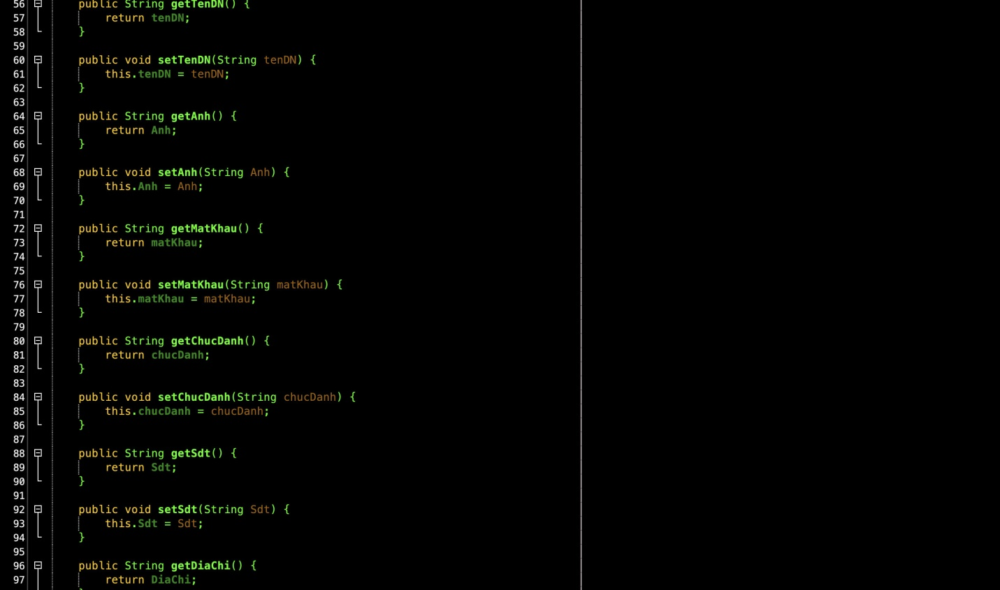 56 public String getTenDN() {
57 return tenDN;
58 }
59
60 public void setTenDN(String tenDN) {
61 this.tenDN = tenDN;
62 }
63
64 public String getAnh() {
65 return Anh;
66 }
67
68 public void setAnh(String Anh) {
69 this.Anh = Anh;
70 }
71
72 public String getMatKhau() {
73 return matKhau;
74 }
75
76 public void setMatKhau(String matKhau) {
77 this.matKhau = matKhau;
78 }
79
80 public String getChucDanh() {
81 return chucDanh;
82 }
83
84 public void setChucDanh(String chucDanh) {
85 this.chucDanh = chucDanh;
86 }
87
88 public String getSdt() {
89 return Sdt;
90 }
91
92 public void setSdt(String Sdt) {
93 this.Sdt = Sdt;
94 }
95
96 public String getDiaChi() {
97 return DiaChi;